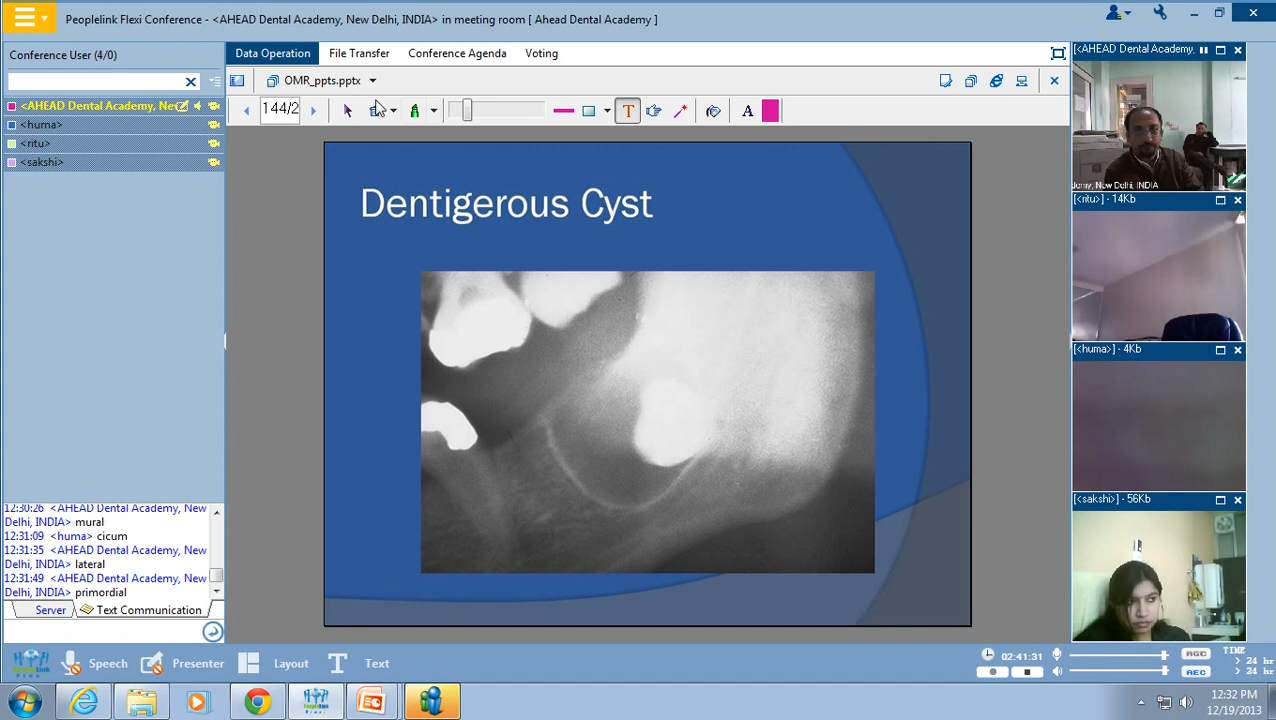 Peoplelink Flexi Conference - <AHEAD Dental Academy, New Delhi, INDIA> in meeting room [ Ahead Dental Academy ]
Conference User (4/0)
Data Operation
File Transfer
Conference Agenda
Voting
OMR_ppts.pptx
<AHEAD Dental Academy, Ne
<huma>
<ritu>
<sakshi>
144/2
T
A
Dentigerous Cyst
12:30:26 <AHEAD Dental Academy, New
Delhi, INDIA> mural
12:31:09 <huma> cicum
12:31:35 <AHEAD Dental Academy, New
Delhi, INDIA> lateral
12:31:49 <AHEAD Dental Academy, New
Delhi, INDIA> primordial
Server
Text Communication
[<AHEAD Dental Academy,
demy, New Delhi, INDIA
[<ritu>] - 14Kb
[<huma>] - 4Kb
[<sakshi>] - 56Kb
Speech
Presenter
Layout
T Text
02:41:31
AGC
AEC
TIME
> 24 hr
> 24 hr
12:32 PM
12/19/2013